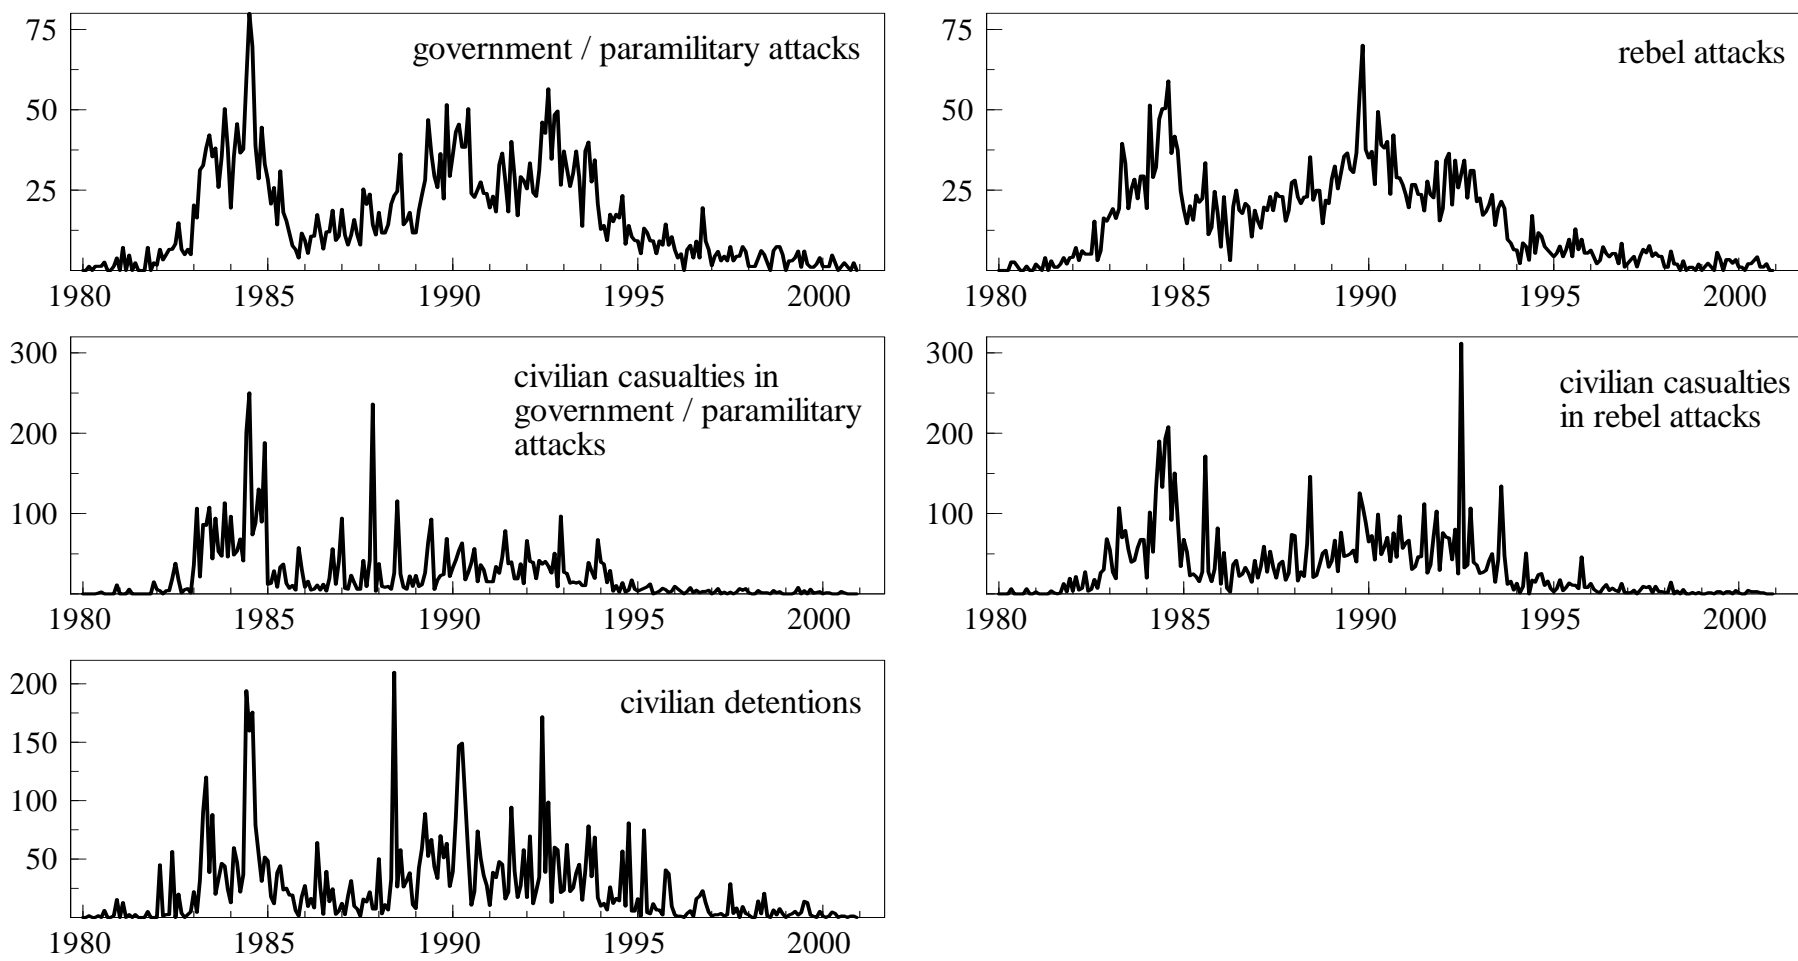 75
50
25
government / paramilitary attacks
1980 1985 1990 1995 2000
75
50
25
rebel attacks
1980 1985 1990 1995 2000
300
200
100
civilian casualties in
government / paramilitary
attacks
1980 1985 1990 1995 2000
300
200
100
civilian casualties
in rebel attacks
1980 1985 1990 1995 2000
200
150
100
50
civilian detentions
1980 1985 1990 1995 2000